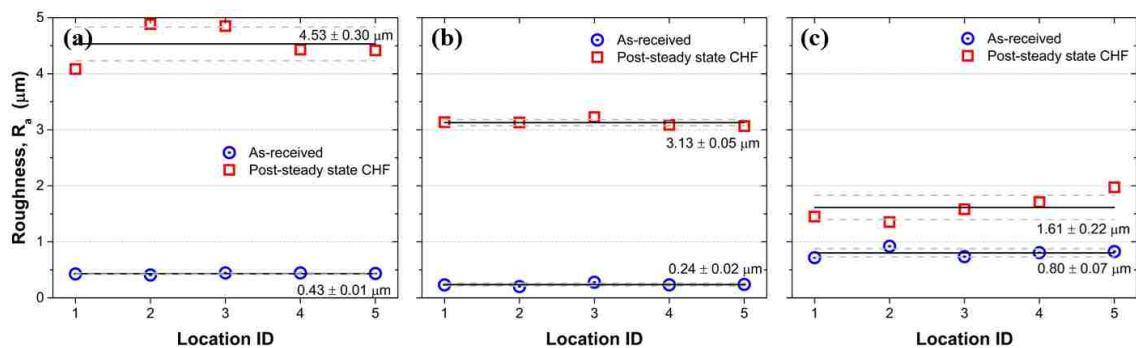 (a)
4.53 ± 0.30 μm
As-received
Post-steady state CHF
0.43 ± 0.01 μm
Roughness, Rₐ (μm)
5
4
3
2
1
0
1 2 3 4 5
Location ID
(b)
As-received
Post-steady state CHF
3.13 ± 0.05 μm
0.24 ± 0.02 μm
1 2 3 4 5
Location ID
(c)
As-received
Post-steady state CHF
1.61 ± 0.22 μm
0.80 ± 0.07 μm
1 2 3 4 5
Location ID